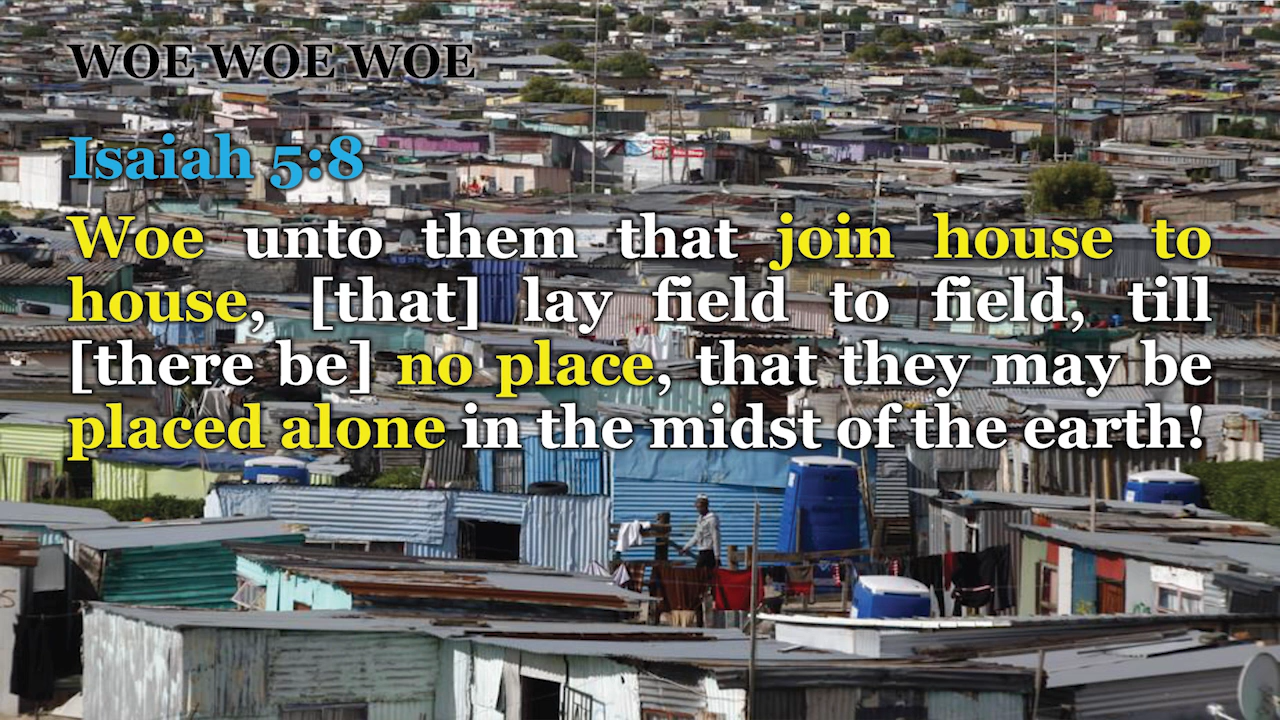 WOE WOE WOE
Isaiah 5:8
Woe unto them that join house to
house, [that] lay field to field, till
[there be] no place, that they may be
placed alone in the midst of the earth!